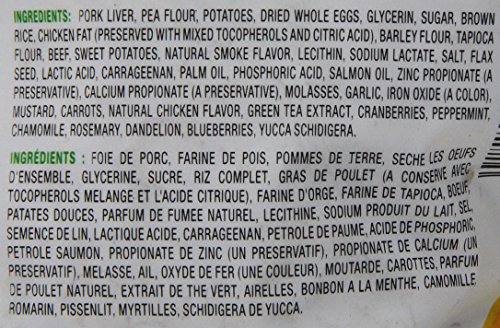 INGREDIENTS: PORK LIVER, PEA FLOUR, POTATOES, DRIED WHOLE EGGS, GLYCERIN, SUGAR, BROWN
RICE, CHICKEN FAT (PRESERVED WITH MIXED TOCOPHEROLS AND CITRIC ACID), BARLEY FLOUR, TAPIOCA
FLOUR, BEEF, SWEET POTATOES, NATURAL SMOKE FLAVOR, LECITHIN, SODIUM LACTATE, SALT, FLAX
SEED, LACTIC ACID, CARRAGEENAN, PALM OIL, PHOSPHORIC ACID, SALMON OIL, ZINC PROPIONATE (A
PRESERVATIVE), CALCIUM PROPIONATE (A PRESERVATIVE), MOLASSES, GARLIC, IRON OXIDE (A COLOR),
MUSTARD, CARROTS, NATURAL CHICKEN FLAVOR, GREEN TEA EXTRACT, CRANBERRIES, PEPPERMINT,
CHAMOMILE, ROSEMARY, DANDELION, BLUEBERRIES, YUCCA SCHIDIGERA.
INGRÉDIENTS : FOIE DE PORC, FARINE DE POIS, POMMES DE TERRE, SECHE LES OEUFS
D'ENSEMBLE, GLYCERINE, SUCRE, RIZ COMPLET, GRAS DE POULET (A CONSERVE AVEC
TOCOPHEROLS MELANGE ET L'ACIDE CITRIQUE), FARINE D'ORGE, FARINE DE TAPIOCA, BOEUF,
PATATES DOUCES, PARFUM DE FUMEE NATUREL, LECITHINE, SODIUM PRODUIT DU LAIT, SEL,
SEMENCE DE LIN, LACTIQUE ACIDE, CARRAGEENAN, PETROLE DE PAUME, ACIDE DE PHOSPHORIC,
PETROLE SAUMON, PROPIONATE DE ZINC (UN PRESERVATIF), PROPIONATE DE CALCIUM (UN
PRESERVATIF), MELASSE, AIL, OXYDE DE FER (UNE COULEUR), MOUTARDE, CAROTTES, PARFUM
DE POULET NATUREL, EXTRAIT DE THE VERT, AIRELLES, BONBON A LA MENTHE, CAMOMILLE,
ROMARIN, PISSENLIT, MYRTILLES, SCHIDIGERA DE YUCCA.